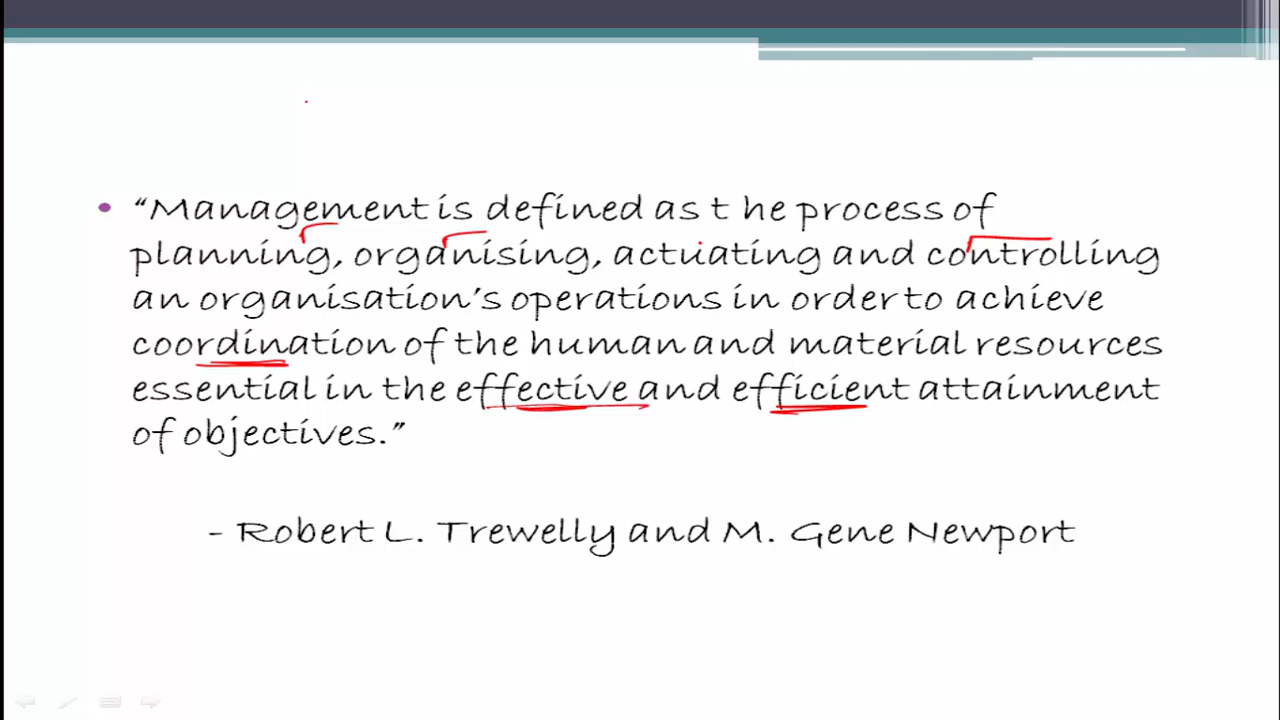 “Management is defined as t he process of
planning, organising, actuating and controlling
an organisation’s operations in order to achieve
coordination of the human and material resources
essential in the effective and efficient attainment
of objectives.”
- Robert L. Trewelly and M. Gene Newport